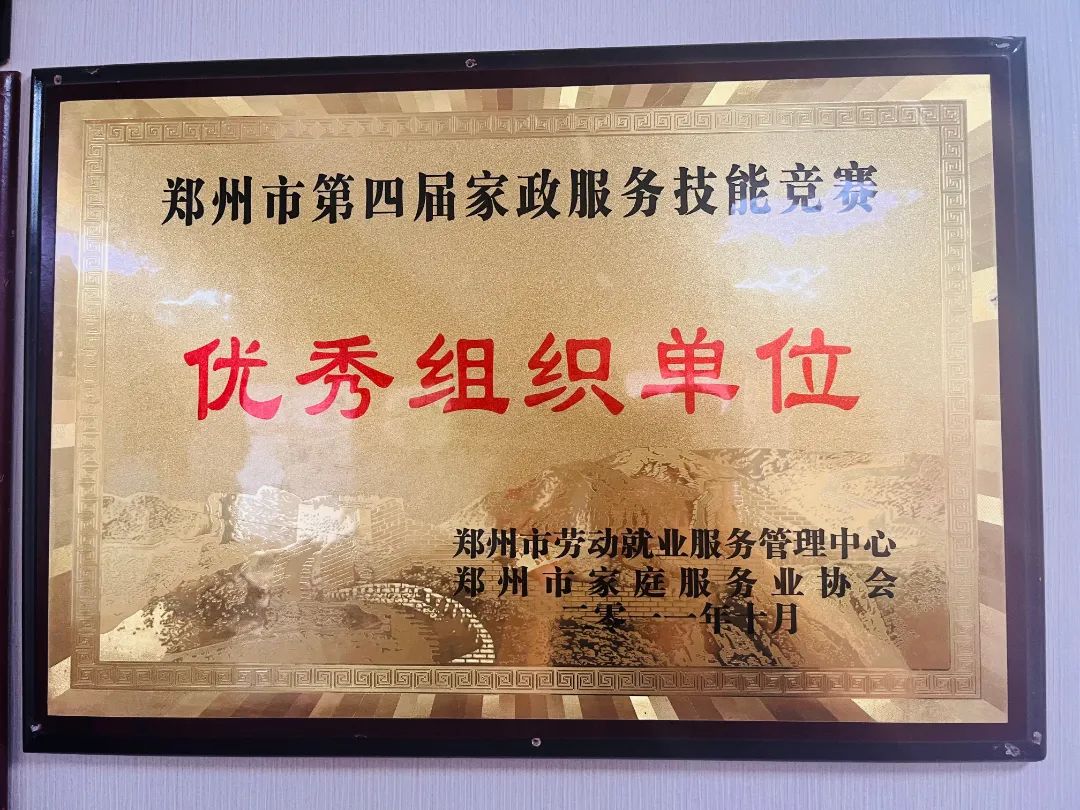 郑州市第四届家政服务技能竞赛
优秀组织单位
郑州市劳动就业服务管理中心
郑州市家庭服务业协会
二零一一年十月